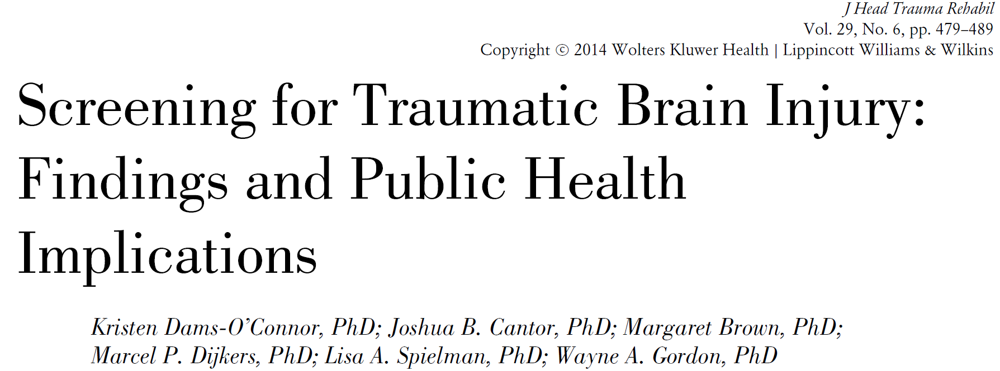 J Head Trauma Rehabil
Vol. 29, No. 6, pp. 479–489
Copyright © 2014 Wolters Kluwer Health | Lippincott Williams & Wilkins
Screening for Traumatic Brain Injury:
Findings and Public Health
Implications
Kristen Dams-O’Connor, PhD; Joshua B. Cantor, PhD; Margaret Brown, PhD;
Marcel P. Dijkers, PhD; Lisa A. Spielman, PhD; Wayne A. Gordon, PhD